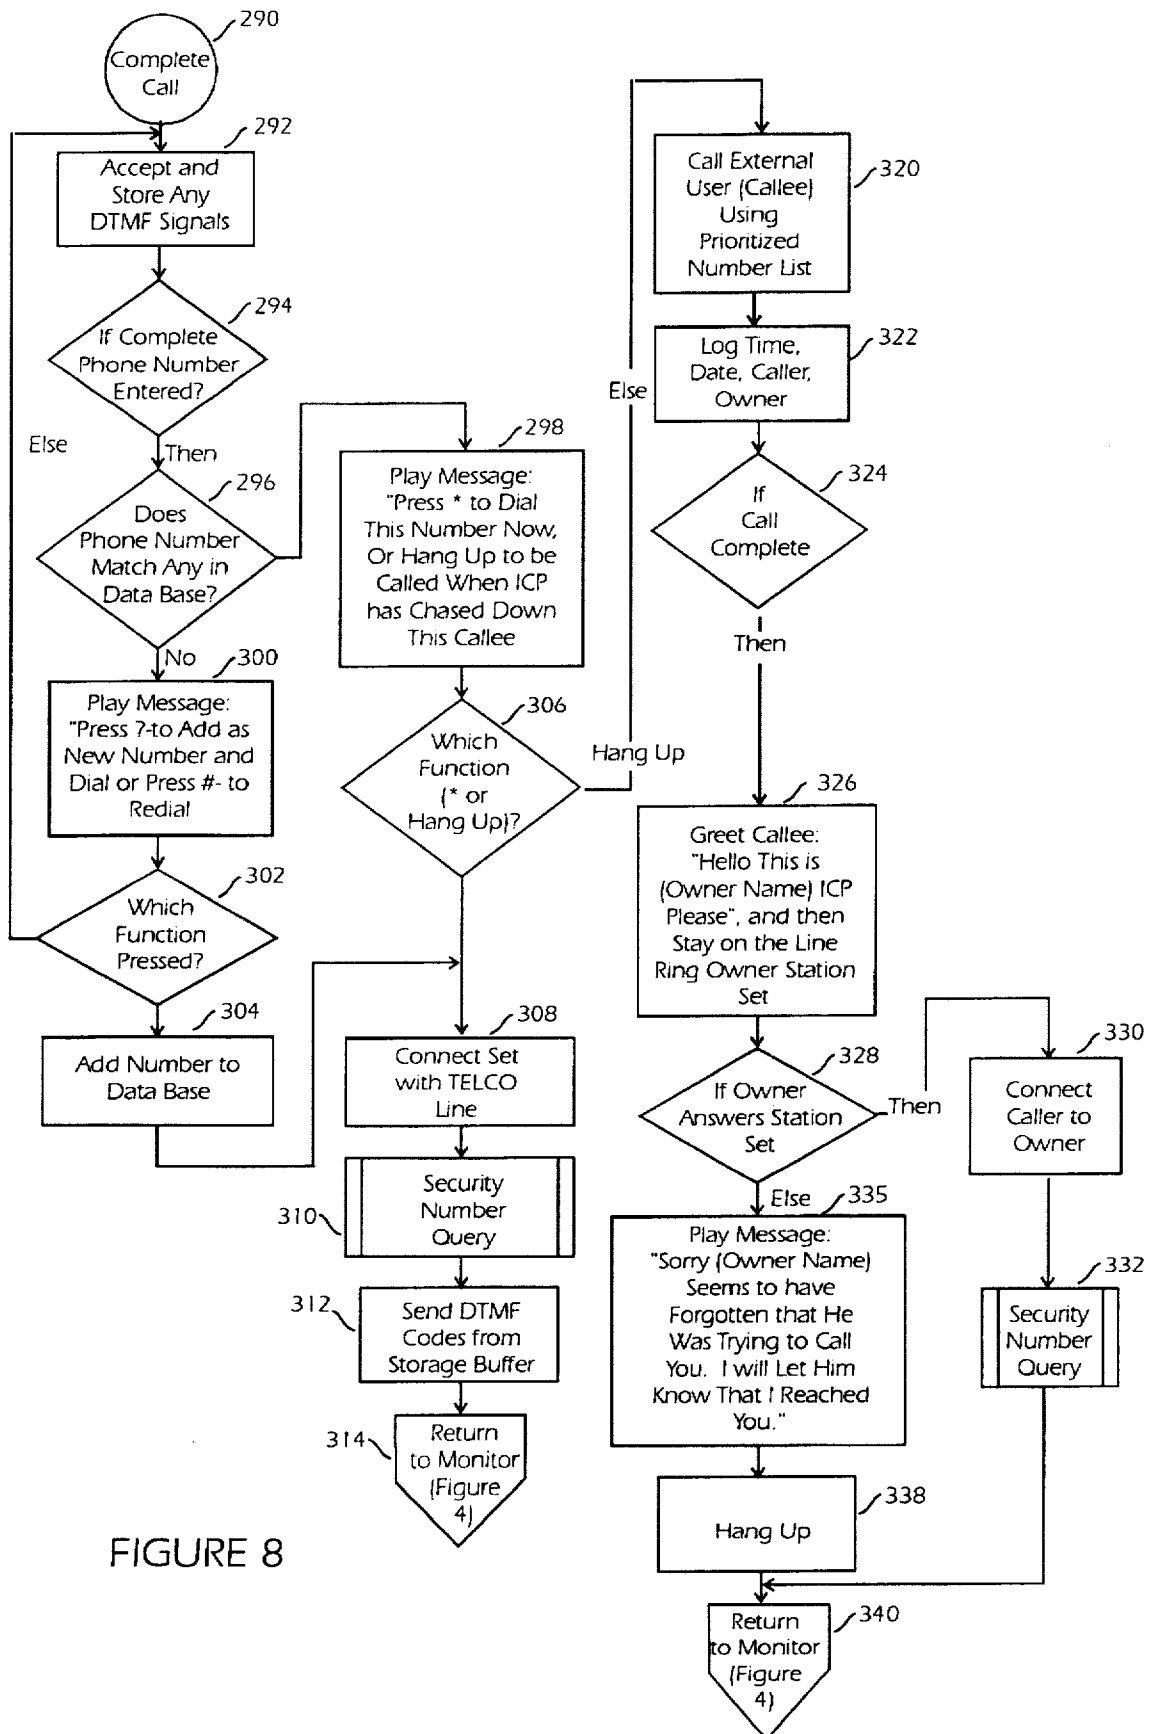 290
Complete
Call
292
Accept and
Store Any
DTMF Signals
294
If Complete
Phone Number
Entered?
Else
Then
296
Does
Phone Number
Match Any in
Data Base?
No
300
Play Message:
"Press ?-to Add as
New Number and
Dial or Press #- to
Redial
302
Which
Function
Pressed?
304
Add Number to
Data Base
298
Play Message:
"Press * to Dial
This Number Now,
Or Hang Up to be
Called When ICP
has Chased Down
This Callee
306
Which
Function
(* or
Hang Up)?
Hang Up
Else
308
Connect Set
with TELCO
Line
310
Security
Number
Query
312
Send DTMF
Codes from
Storage Buffer
314
Return
to Monitor
(Figure
4)
320
Call External
User (Callee)
Using
Prioritized
Number List
322
Log Time,
Date, Caller,
Owner
324
If
Call
Complete
Then
326
Greet Callee:
"Hello This is
(Owner Name) ICP
Please", and then
Stay on the Line
Ring Owner Station
Set
328
If Owner
Answers Station
Set
Then
330
Connect
Caller to
Owner
332
Security
Number
Query
Else
335
Play Message:
"Sorry (Owner Name)
Seems to have
Forgotten that He
Was Trying to Call
You. I will Let Him
Know That I Reached
You."
338
Hang Up
340
Return
to Monitor
(Figure
4)
FIGURE 8